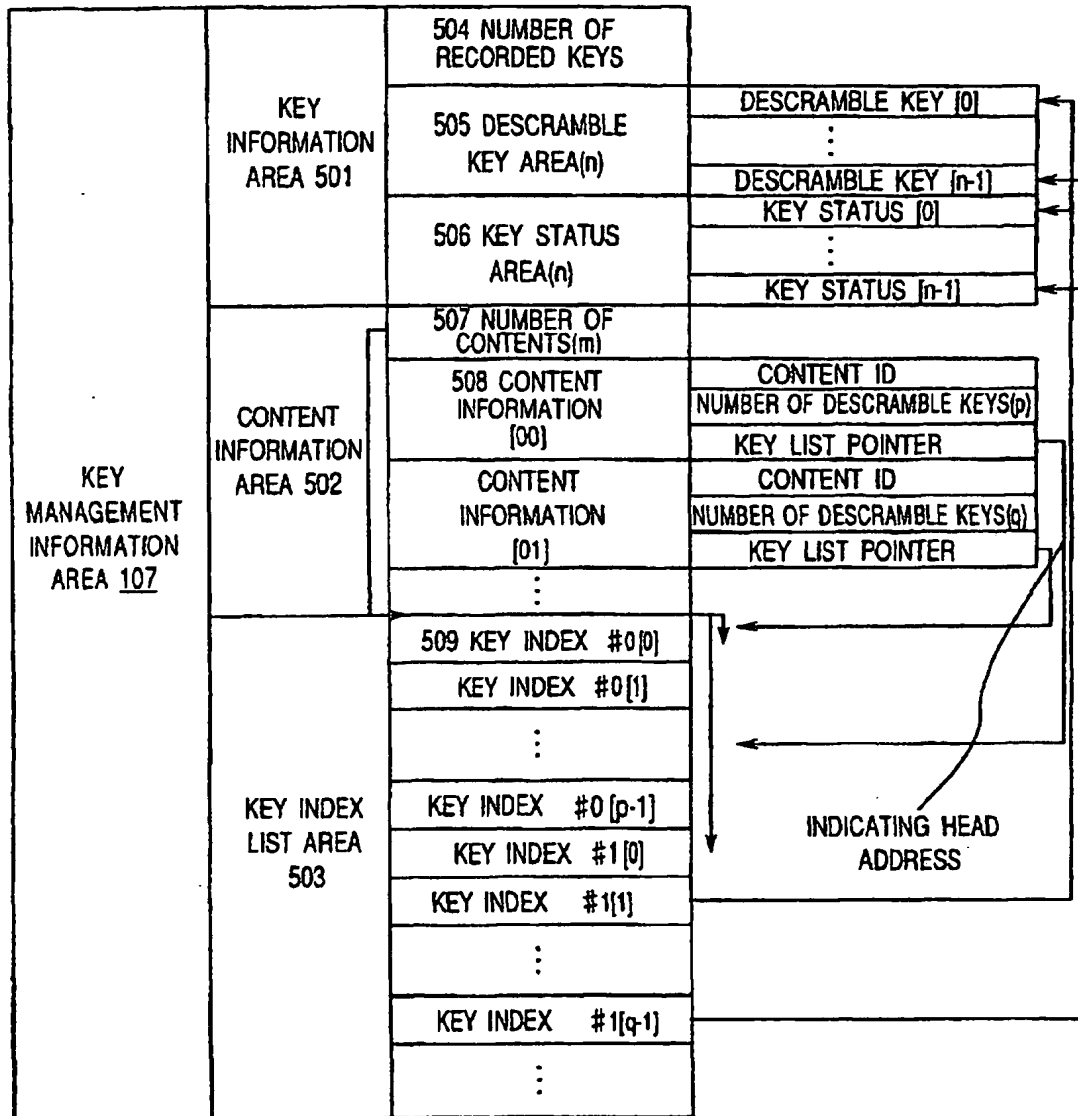 KEY
MANAGEMENT
INFORMATION
AREA 107
KEY
INFORMATION
AREA 501
504 NUMBER OF
RECORDED KEYS
505 DESCRAMBLE
KEY AREA(n)
DESCRAMBLE KEY [0]
⋮
DESCRAMBLE KEY [n-1]
506 KEY STATUS
AREA(n)
KEY STATUS [0]
⋮
KEY STATUS [n-1]
CONTENT
INFORMATION
AREA 502
507 NUMBER OF
CONTENTS(m)
508 CONTENT
INFORMATION
[00]
CONTENT ID
NUMBER OF DESCRAMBLE KEYS(p)
KEY LIST POINTER
CONTENT
INFORMATION
[01]
CONTENT ID
NUMBER OF DESCRAMBLE KEYS(q)
KEY LIST POINTER
⋮
KEY INDEX
LIST AREA
503
509 KEY INDEX #0[0]
KEY INDEX #0[1]
⋮
KEY INDEX #0[p-1]
KEY INDEX #1[0]
KEY INDEX #1[1]
⋮
KEY INDEX #1[q-1]
⋮
INDICATING HEAD
ADDRESS